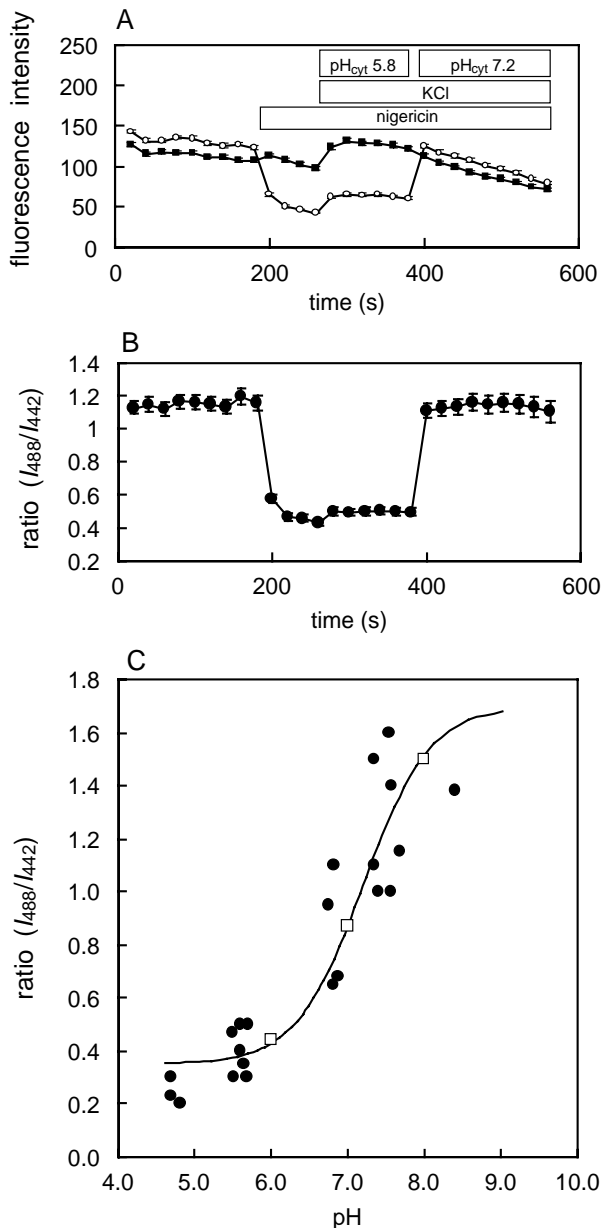 A
fluorescence intensity
250
200
150
100
50
0
pHcyt 5.8
pHcyt 7.2
KCl
nigericin
0
200
400
600
time (s)
B
ratio (I488/I442)
1.4
1.2
1
0.8
0.6
0.4
0.2
0
200
400
600
time (s)
C
ratio (I488/I442)
1.8
1.6
1.4
1.2
1.0
0.8
0.6
0.4
0.2
0.0
4.0
5.0
6.0
7.0
8.0
9.0
10.0
pH